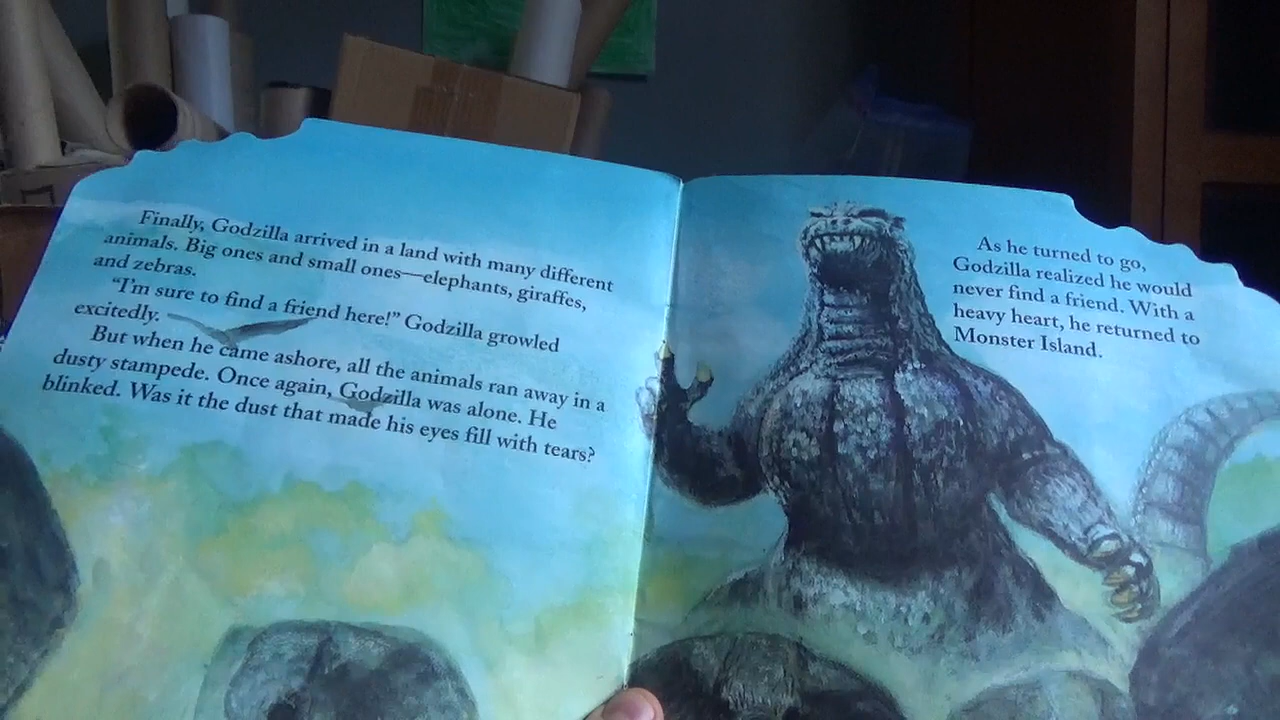 Finally, Godzilla arrived in a land with many different
animals. Big ones and small ones—elephants, giraffes,
and zebras.
"I'm sure to find a friend here!" Godzilla growled
excitedly.
But when he came ashore, all the animals ran away in a
dusty stampede. Once again, Godzilla was alone. He
blinked. Was it the dust that made his eyes fill with tears?
As he turned to go,
Godzilla realized he would
never find a friend. With a
heavy heart, he returned to
Monster Island.